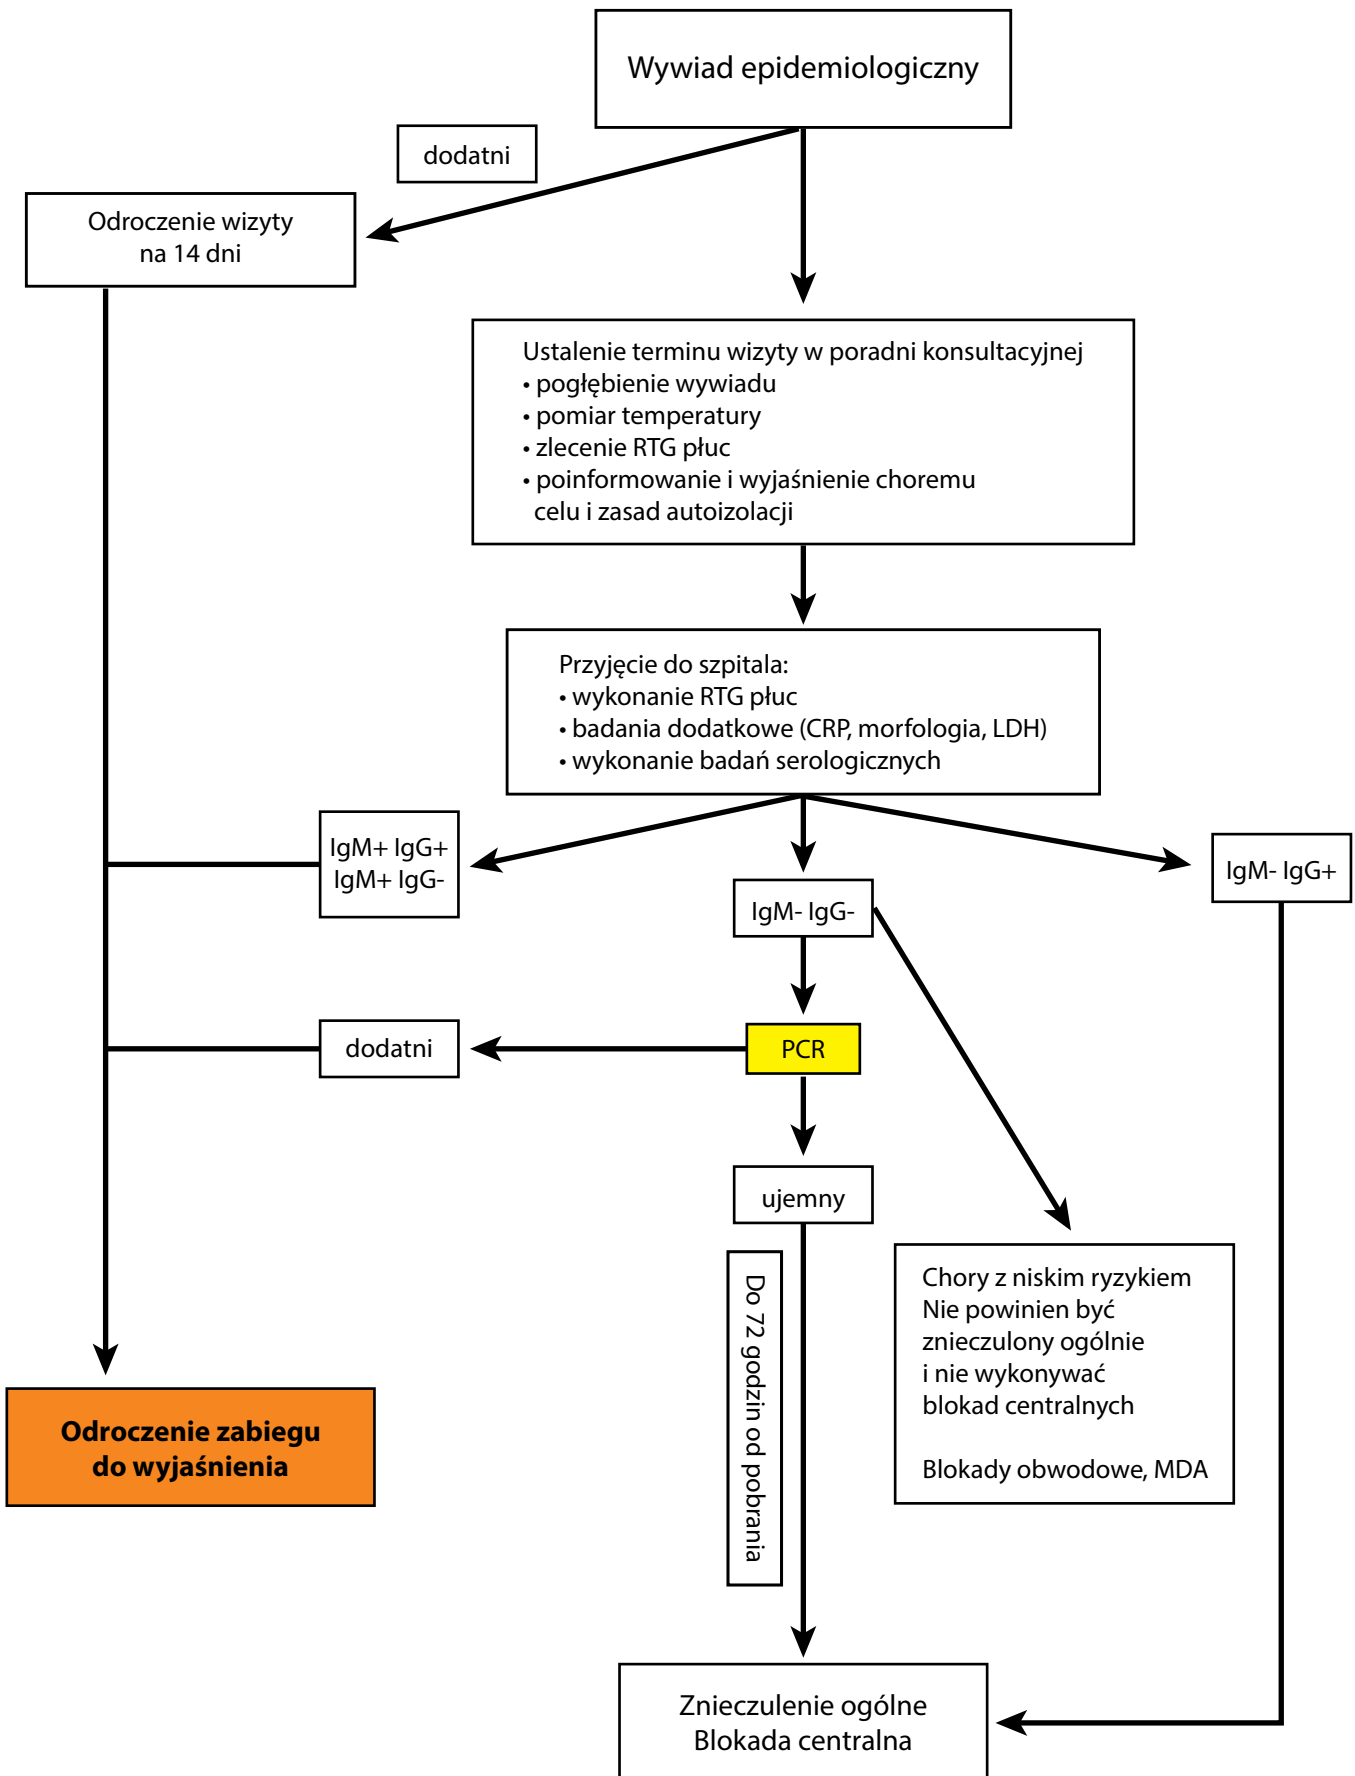 Wywiad epidemiologiczny
dodatni
Odroczenie wizyty
na 14 dni
Ustalenie terminu wizyty w poradni konsultacyjnej
• pogłębienie wywiadu
• pomiar temperatury
• zlecenie RTG płuc
• poinformowanie i wyjaśnienie choremu
celu i zasad autoizolacji
Przyjęcie do szpitala:
• wykonanie RTG płuc
• badania dodatkowe (CRP, morfologia, LDH)
• wykonanie badań serologicznych
IgM+ IgG+
IgM+ IgG-
IgM- IgG-
IgM- IgG+
dodatni
PCR
ujemny
Do 72 godzin od pobrania
Chory z niskim ryzykiem
Nie powinien być
znieczulony ogólnie
i nie wykonywać
blokad centralnych
Blokady obwodowe, MDA
Odroczenie zabiegu
do wyjaśnienia
Znieczulenie ogólne
Blokada centralna